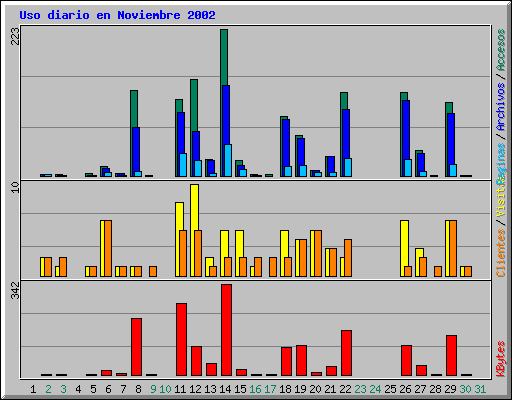 Uso diario en Noviembre 2002
223
10
342
Accesos
/
Archivos
/
Páginas
Visitas
/
Clientes
KBytes
1 2 3 4 5 6 7 8 9 10 11 12 13 14 15 16 17 18 19 20 21 22 23 24 25 26 27 28 29 30 31